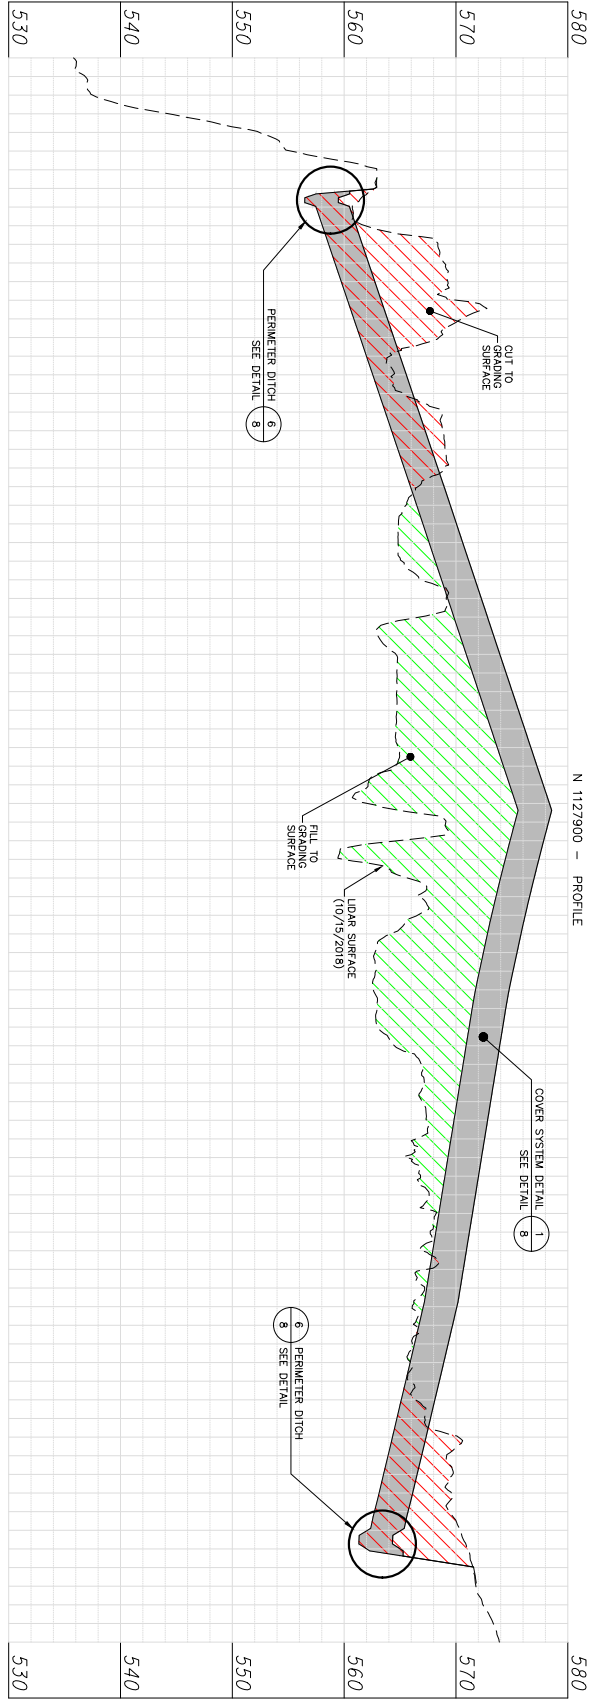 N 1127900 - PROFILE
580
570
560
550
540
530
CUT TO
GRADING
SURFACE
PERIMETER DITCH
SEE DETAIL
6
8
FILL TO
GRADING
SURFACE
LIDAR SURFACE
(10/15/2018)
COVER SYSTEM DETAIL
SEE DETAIL
1
8
6
8
PERIMETER DITCH
SEE DETAIL
580
570
560
550
540
530